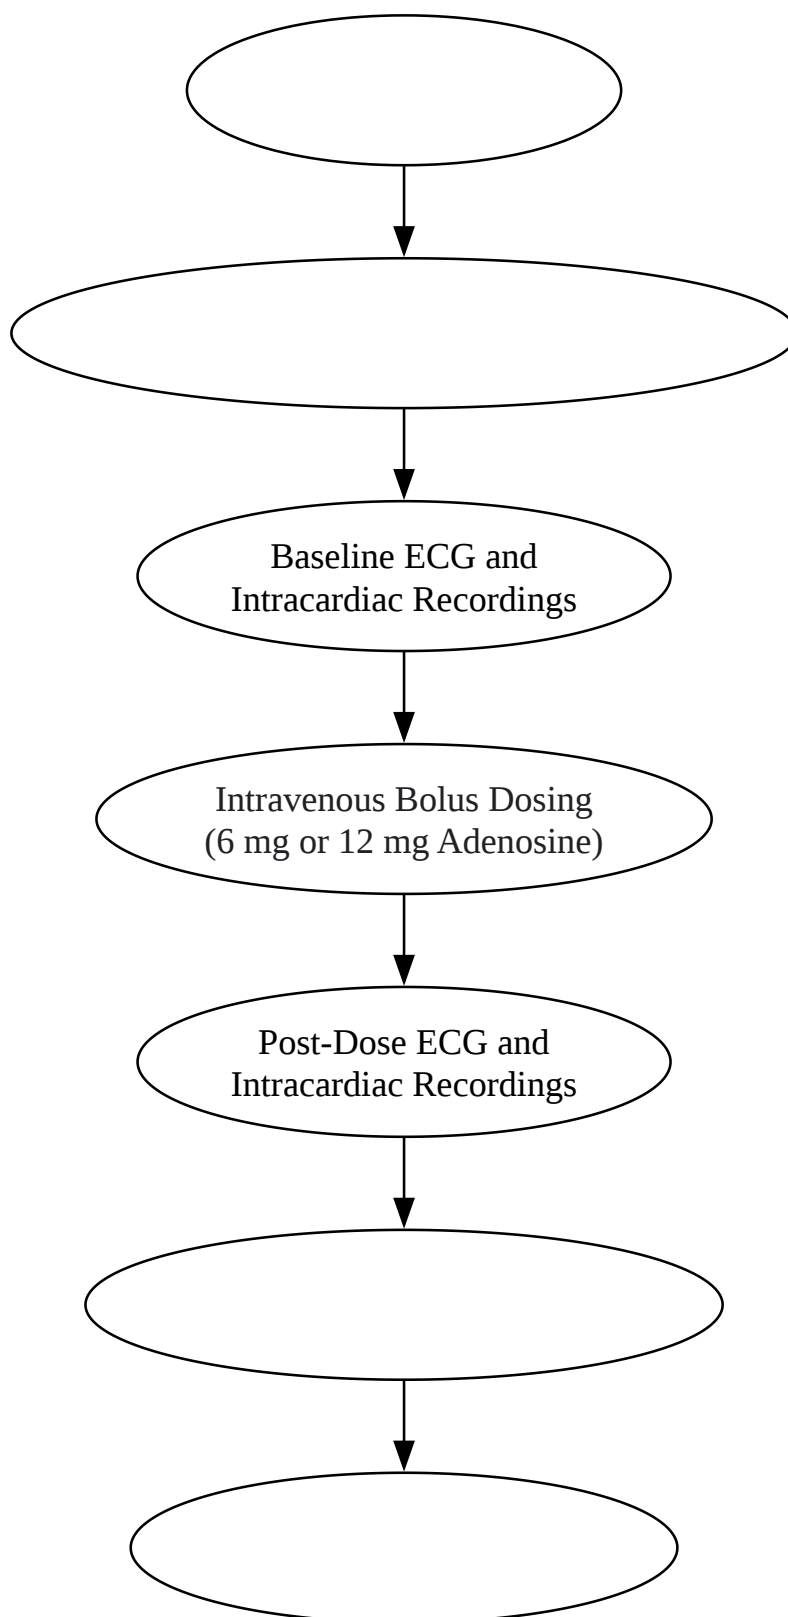 Baseline ECG and
Intracardiac Recordings
Intravenous Bolus Dosing
(6 mg or 12 mg Adenosine)
Post-Dose ECG and
Intracardiac Recordings